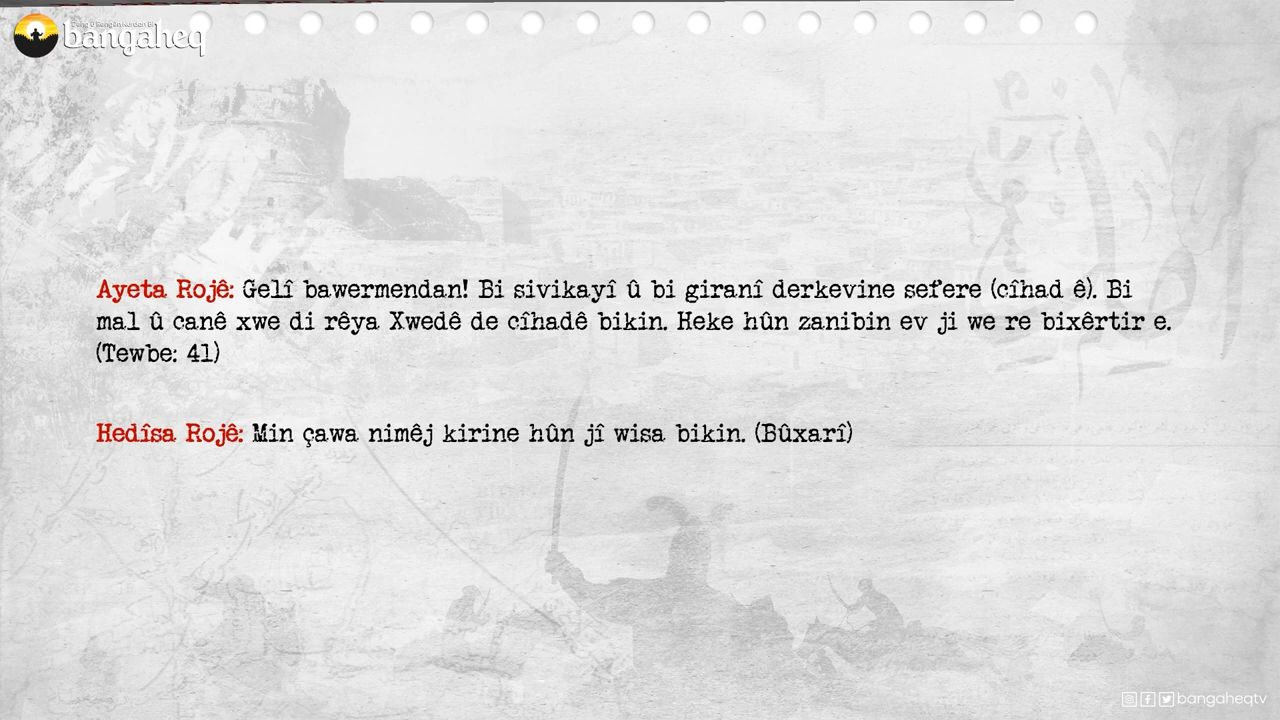 bangaheq
Ayeta Rojê: Gelî bawermendan! Bi sivikayî û bi giranî derkevine sefere (cîhad ê). Bi
mal û canê xwe di rêya Xwedê de cîhadê bikin. Heke hûn zanibin ev ji we re bixêrtir e.
(Tewbe: 41)
Hedîsa Rojê: Min çawa nimêj kirine hûn jî wisa bikin. (Bûxarî)
bangaheqtv